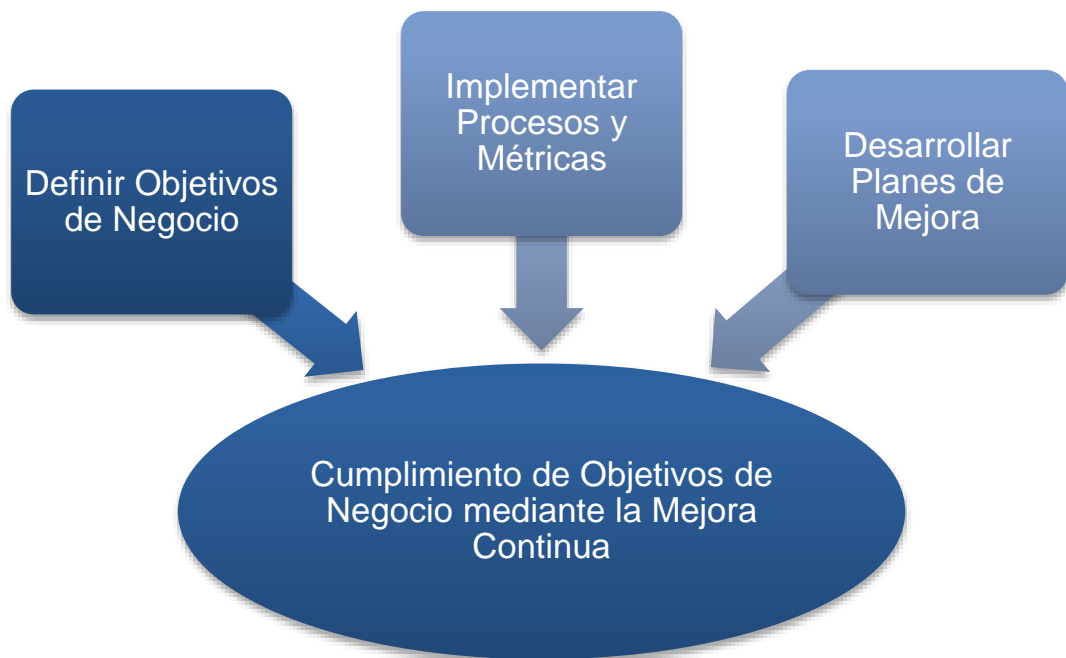 Definir Objetivos
de Negocio
Implementar
Procesos y
Métricas
Desarrollar
Planes de
Mejora
Cumplimiento de Objetivos de
Negocio mediante la Mejora
Continua